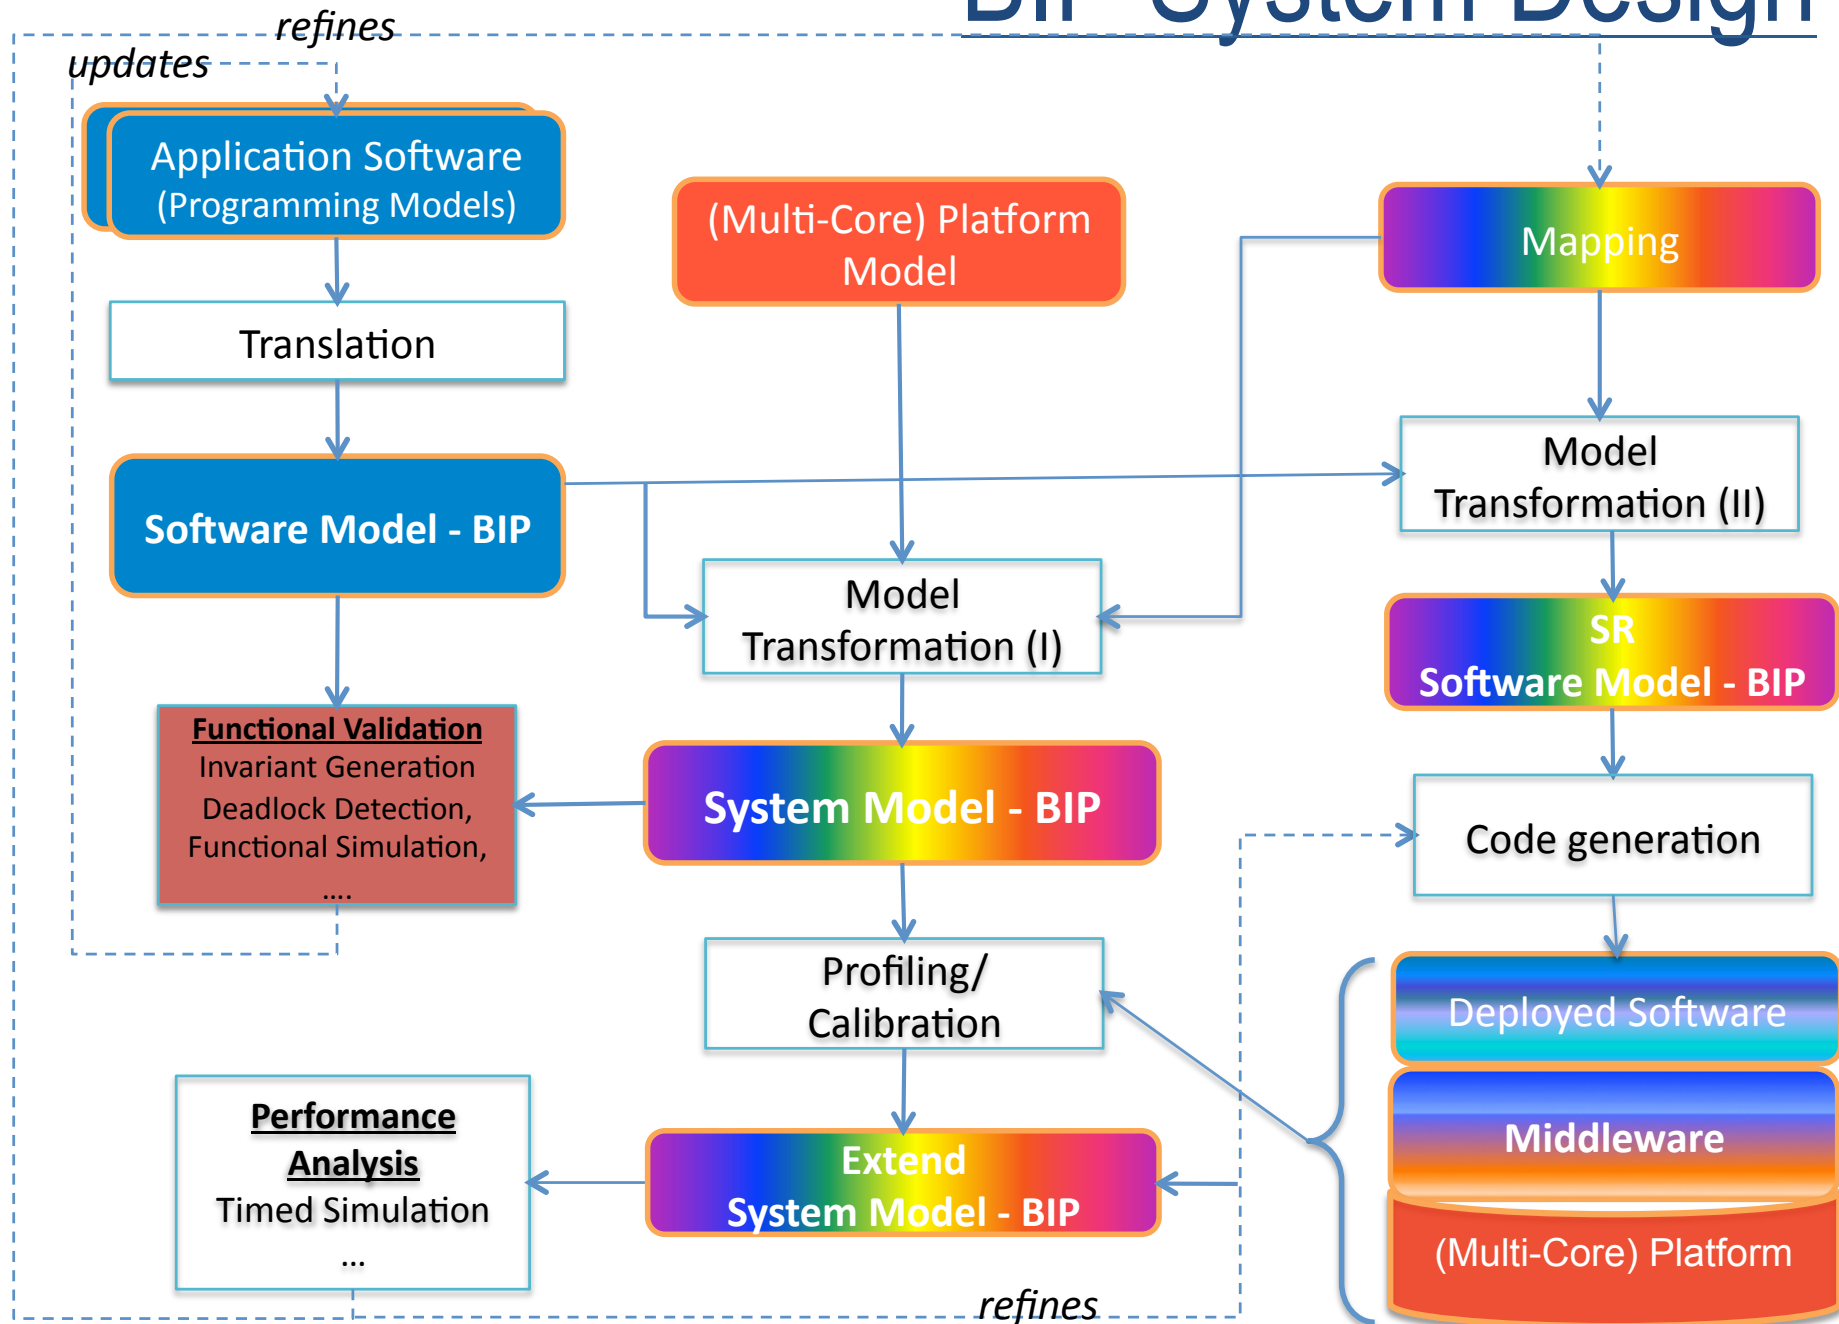 BIP System Design
refines
updates
Application Software
(Programming Models)
(Multi-Core) Platform
Model
Mapping
Translation
Model
Transformation (II)
Software Model - BIP
Model
Transformation (I)
SR
Software Model - BIP
Functional Validation
Invariant Generation
Deadlock Detection,
Functional Simulation,
....
System Model - BIP
Code generation
Profiling/
Calibration
Deployed Software
Performance
Analysis
Timed Simulation
...
Extend
System Model - BIP
Middleware
(Multi-Core) Platform
refines